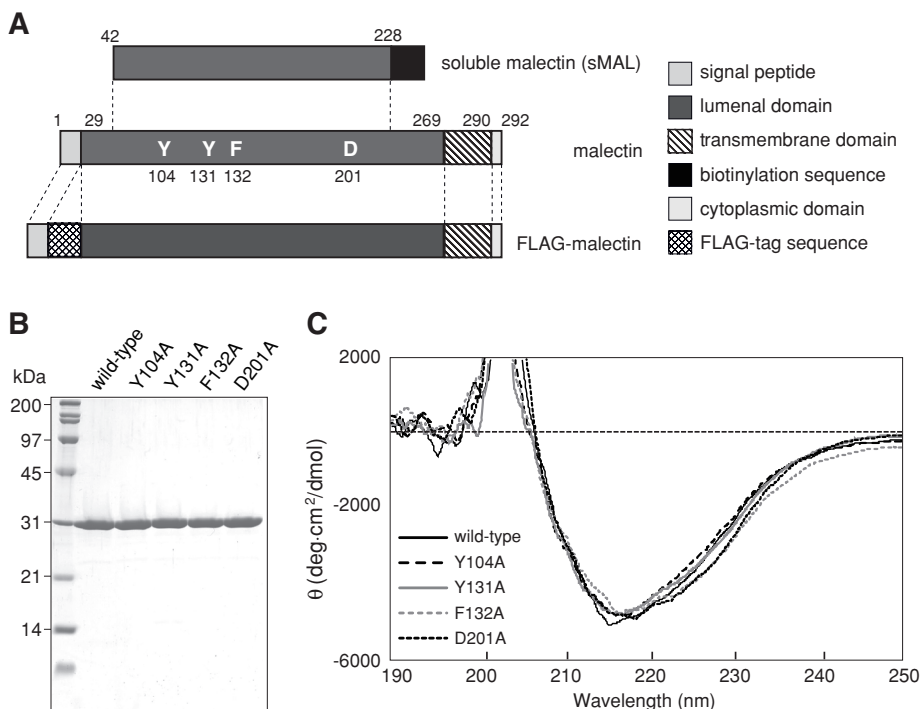 A
42 228
soluble malectin (sMAL)
1 29 269 290 292
Y Y F D
malectin
104 131 132 201
FLAG-malectin
signal peptide
lumenal domain
transmembrane domain
biotinylation sequence
cytoplasmic domain
FLAG-tag sequence
B
kDa
wild-type
Y104A
Y131A
F132A
D201A
200
97
45
31
21
14
C
2000
-2000
-6000
θ (deg·cm²/dmol)
wild-type
Y104A
Y131A
F132A
D201A
190 200 210 220 230 240 250
Wavelength (nm)